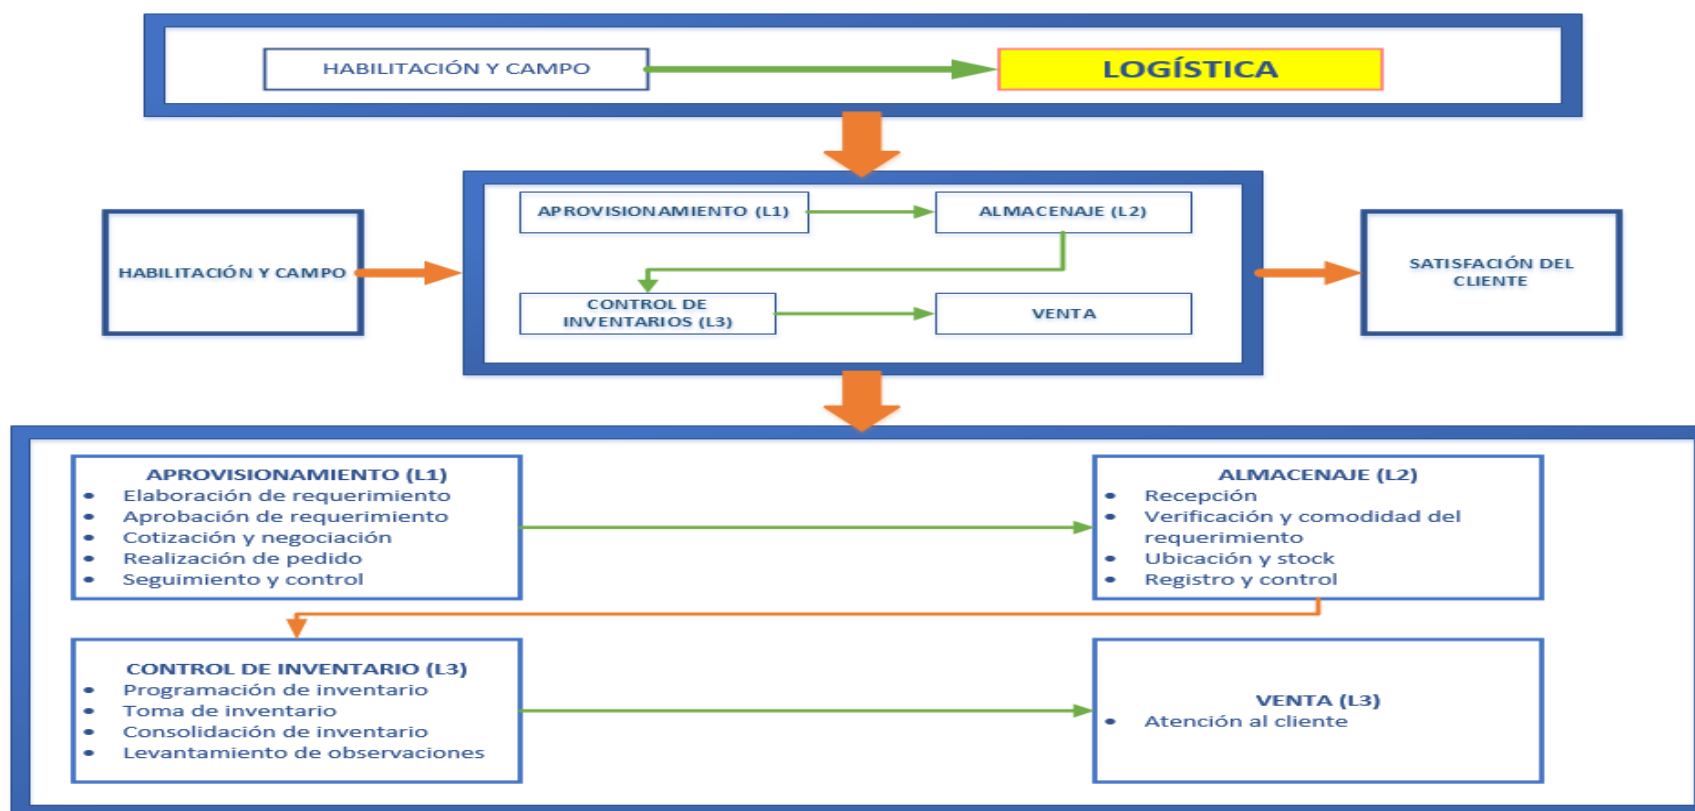 HABILITACIÓN Y CAMPO
LOGÍSTICA
APROVISIONAMIENTO (L1)
ALMACENAJE (L2)
HABILITACIÓN Y CAMPO
CONTROL DE
INVENTARIOS (L3)
VENTA
SATISFACIÓN DEL
CLIENTE
APROVISIONAMIENTO (L1)
• Elaboración de requerimiento
• Aprobación de requerimiento
• Cotización y negociación
• Realización de pedido
• Seguimiento y control
ALMACENAJE (L2)
• Recepción
• Verificación y comodidad del
requerimiento
• Ubicación y stock
• Registro y control
CONTROL DE INVENTARIO (L3)
• Programación de inventario
• Toma de inventario
• Consolidación de inventario
• Levantamiento de observaciones
VENTA (L3)
• Atención al cliente